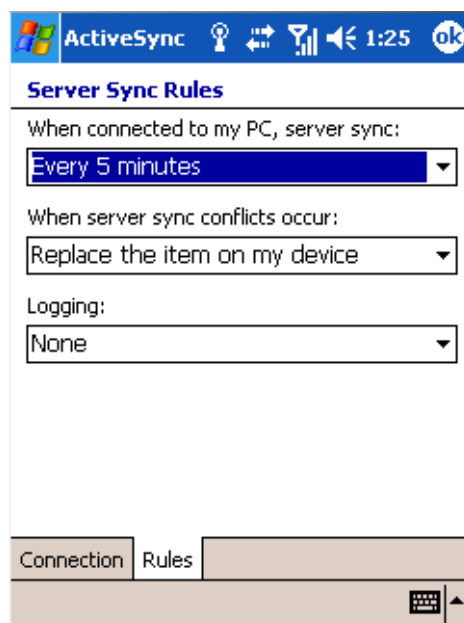 ActiveSync 1:25 ok
Server Sync Rules
When connected to my PC, server sync:
Every 5 minutes
When server sync conflicts occur:
Replace the item on my device
Logging:
None
Connection Rules